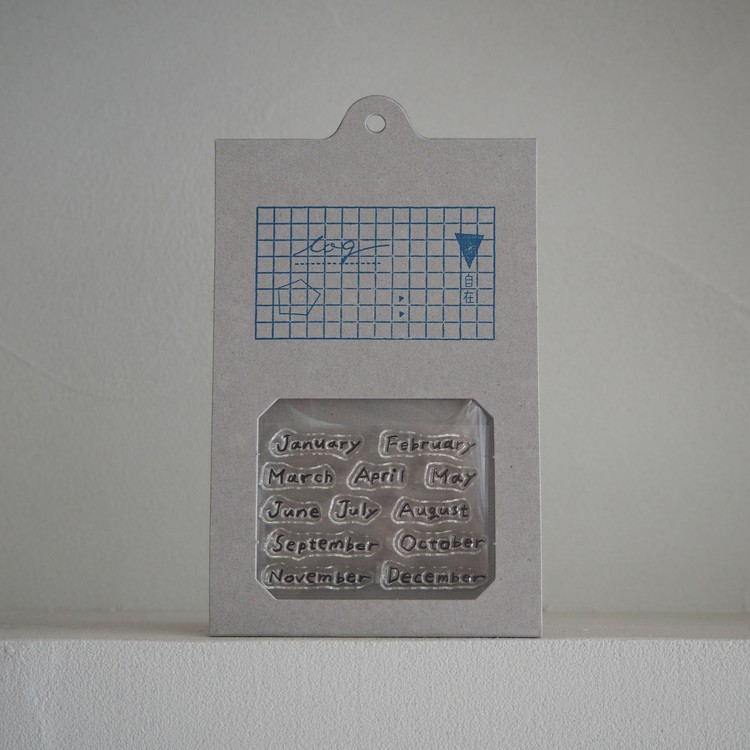 log
自在
January February
March April May
June July August
September October
November December